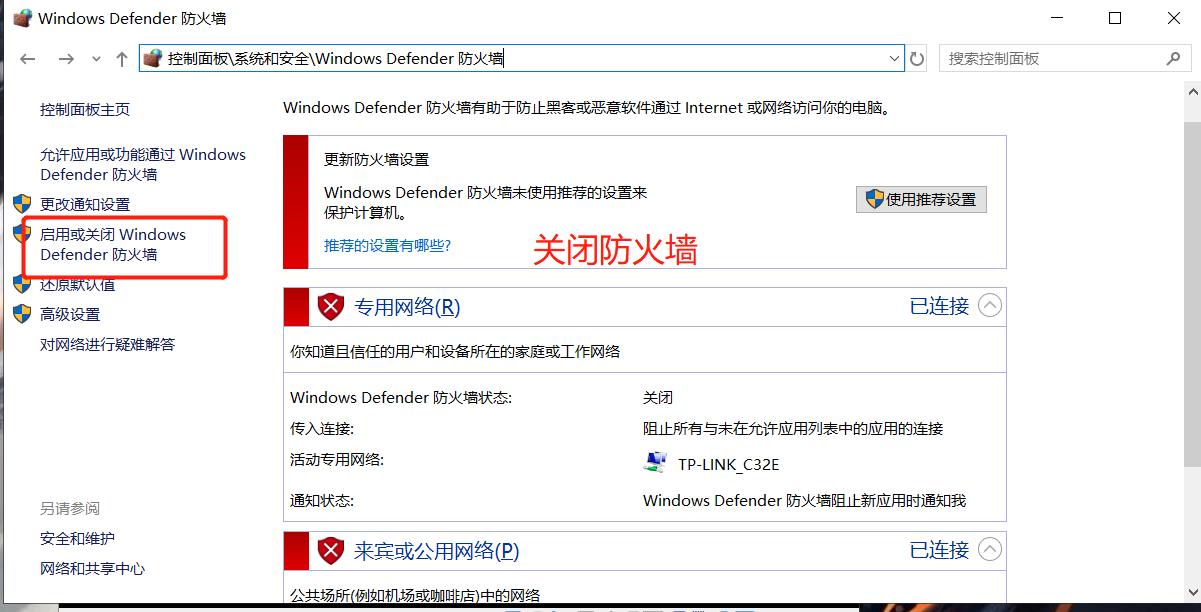 Windows Defender 防火墙
控制面板\系统和安全\Windows Defender 防火墙
搜索控制面板
控制面板主页
允许应用或功能通过 Windows
Defender 防火墙
更改通知设置
启用或关闭 Windows
Defender 防火墙
还原默认值
高级设置
对网络进行疑难解答
另请参阅
安全和维护
网络和共享中心
Windows Defender 防火墙有助于防止黑客或恶意软件通过 Internet 或网络访问你的电脑。
更新防火墙设置
Windows Defender 防火墙未使用推荐的设置来
保护计算机。
使用推荐设置
推荐的设置有哪些?
关闭防火墙
专用网络(R)
已连接
你知道且信任的用户和设备所在的家庭或工作网络
Windows Defender 防火墙状态:
关闭
传入连接:
阻止所有与未在允许应用列表中的应用的连接
活动专用网络:
TP-LINK_C32E
通知状态:
Windows Defender 防火墙阻止新应用时通知我
来宾或公用网络(P)
已连接
公共场所(例如机场或咖啡店)中的网络